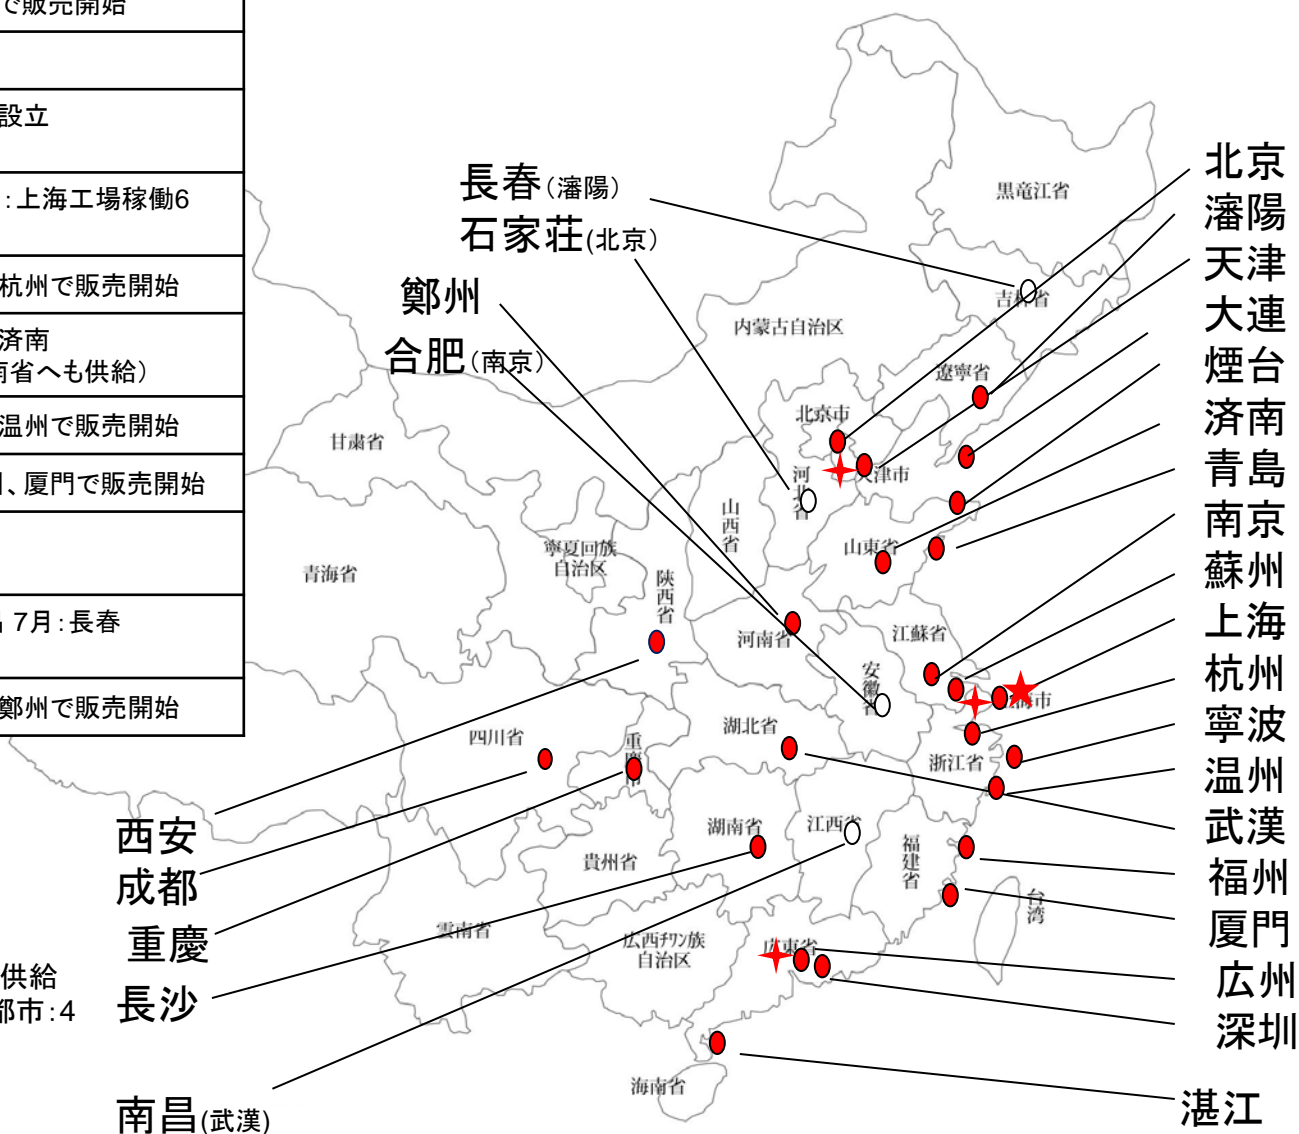 で販売開始
設立
：上海工場稼働6
杭州で販売開始
済南
南省へも供給）
温州で販売開始
、厦門で販売開始
7月：長春
鄭州で販売開始
供給
都市：4
長春（瀋陽）
石家荘(北京）
鄭州
合肥（南京）
北京
瀋陽
天津
大連
煙台
済南
青島
南京
蘇州
上海
杭州
寧波
温州
武漢
福州
厦門
広州
深圳
湛江
西安
成都
重慶
長沙
南昌(武漢)
黒竜江省
吉林省
内蒙古自治区
遼寧省
北京市
天津市
河北省
甘粛省
山西省
山東省
寧夏回族
自治区
青海省
陝西省
河南省
江蘇省
安徽省
上海市
四川省
重慶市
湖北省
浙江省
湖南省
江西省
貴州省
福建省
台湾
雲南省
広西チワン族
自治区
広東省
海南省